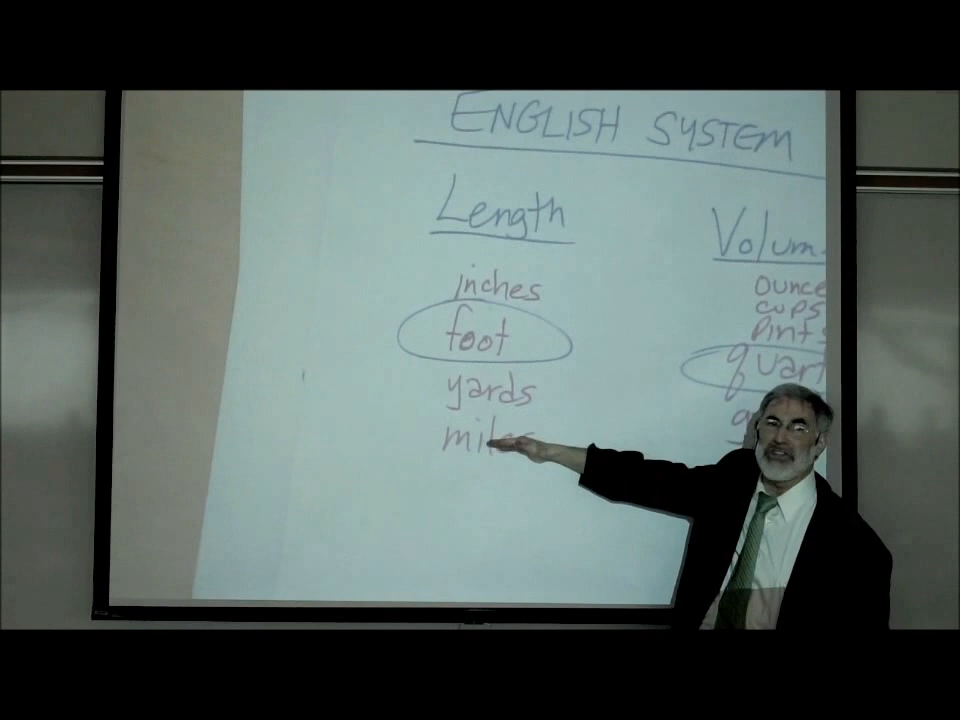 ENGLISH SYSTEM
Length
inches
foot
yards
miles
Volum
ounce
cups
pints
quart